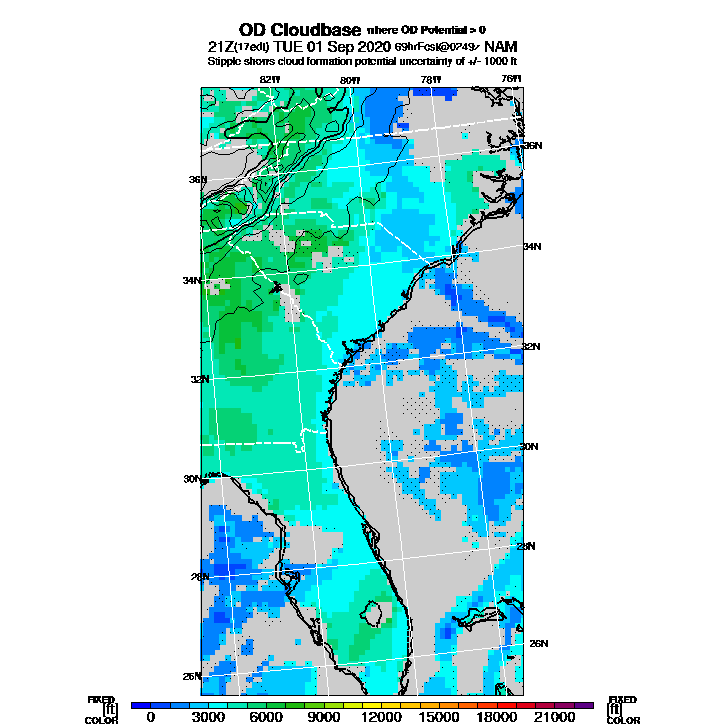 OD Cloudbase where OD Potential > 0
21Z(17edt) TUE 01 Sep 2020 69hrFcst@0249z NAM
Stipple shows cloud formation potential uncertainty of +/- 1000 ft
82W 80W 78W 76W
36N
36N
34N
34N
32N
32N
30N
30N
28N
28N
26N
26N
FIXED [ft] COLOR
0 3000 6000 9000 12000 15000 18000 21000
FIXED [ft] COLOR